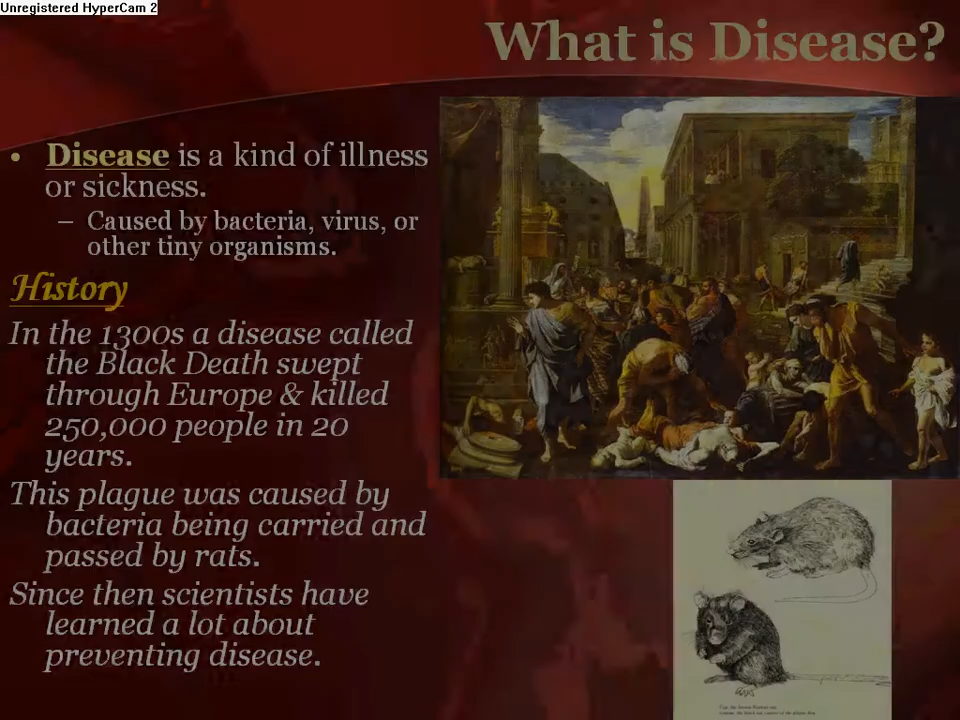 Unregistered HyperCam 2
What is Disease?
• Disease is a kind of illness
or sickness.
– Caused by bacteria, virus, or
other tiny organisms.
History
In the 1300s a disease called
the Black Death swept
through Europe & killed
250,000 people in 20
years.
This plague was caused by
bacteria being carried and
passed by rats.
Since then scientists have
learned a lot about
preventing disease.